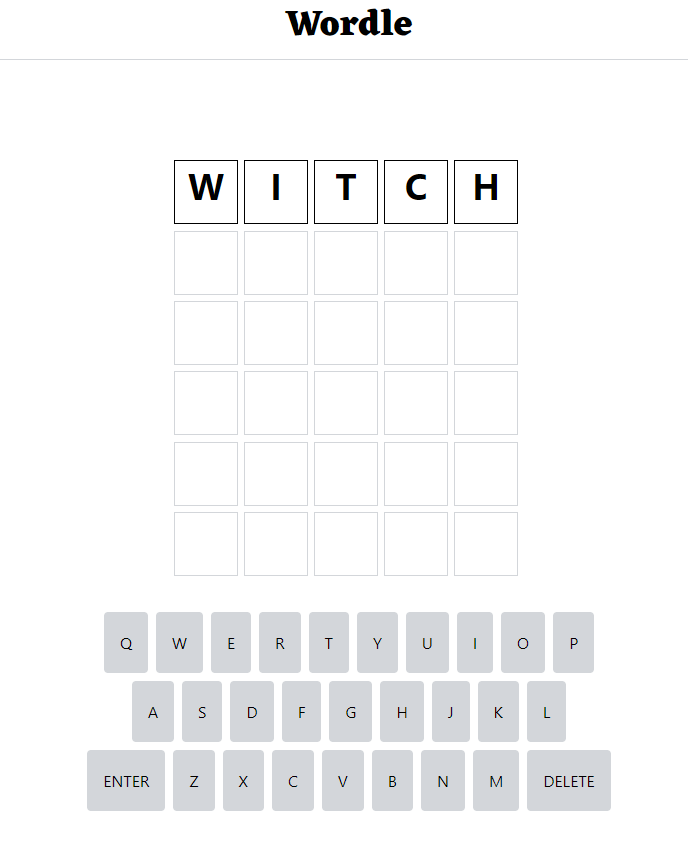 Wordle
W I T C H
Q W E R T Y U I O P
A S D F G H J K L
ENTER Z X C V B N M DELETE